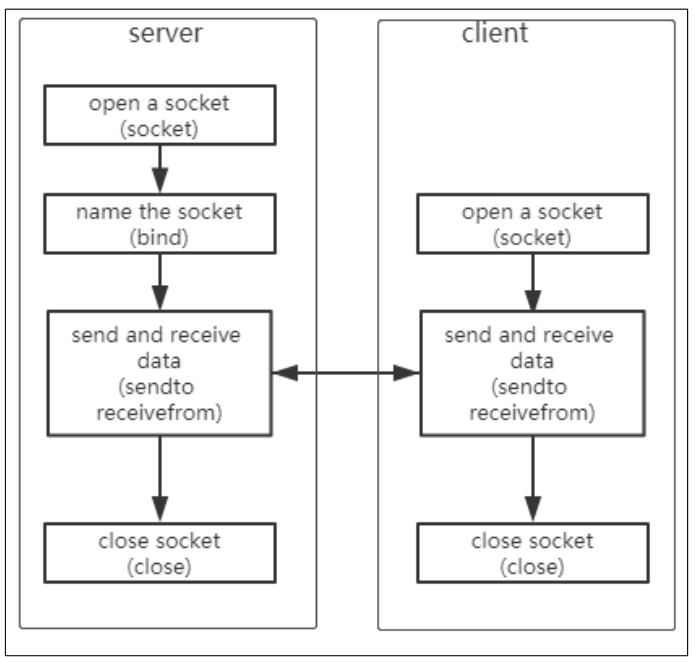 server
open a socket
(socket)
name the socket
(bind)
send and receive
data
(sendto
receivefrom)
close socket
(close)
client
open a socket
(socket)
send and receive
data
(sendto
receivefrom)
close socket
(close)